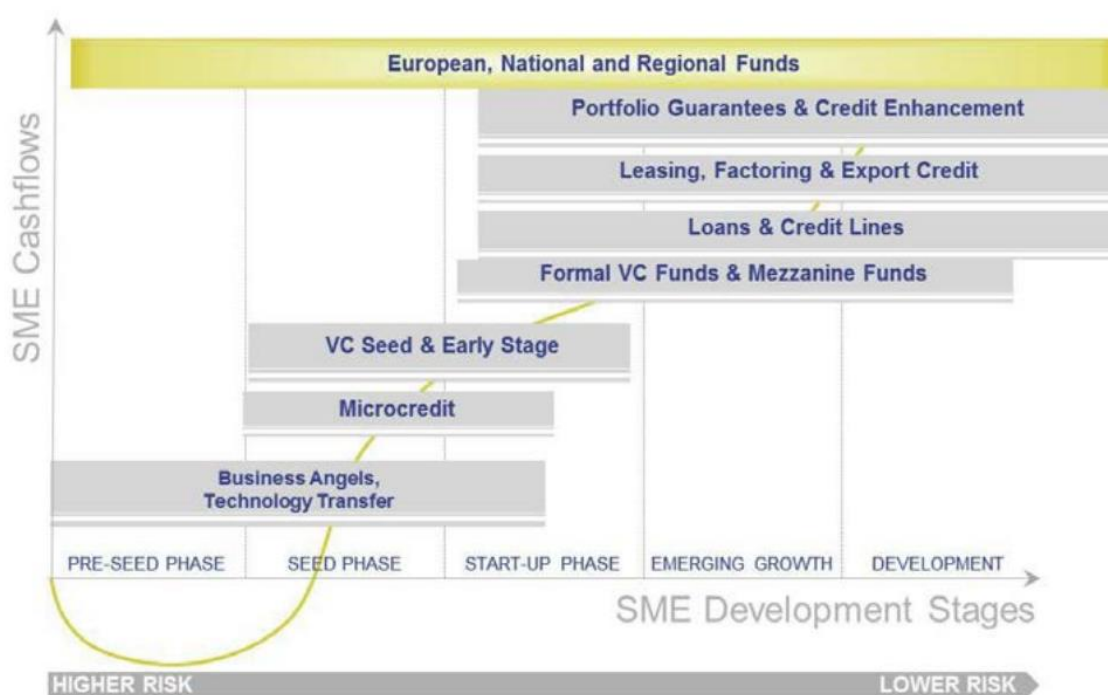 European, National and Regional Funds
Portfolio Guarantees & Credit Enhancement
Leasing, Factoring & Export Credit
Loans & Credit Lines
Formal VC Funds & Mezzanine Funds
VC Seed & Early Stage
Microcredit
Business Angels,
Technology Transfer
SME Cashflows
PRE-SEED PHASE
SEED PHASE
START-UP PHASE
EMERGING GROWTH
DEVELOPMENT
SME Development Stages
HIGHER RISK
LOWER RISK